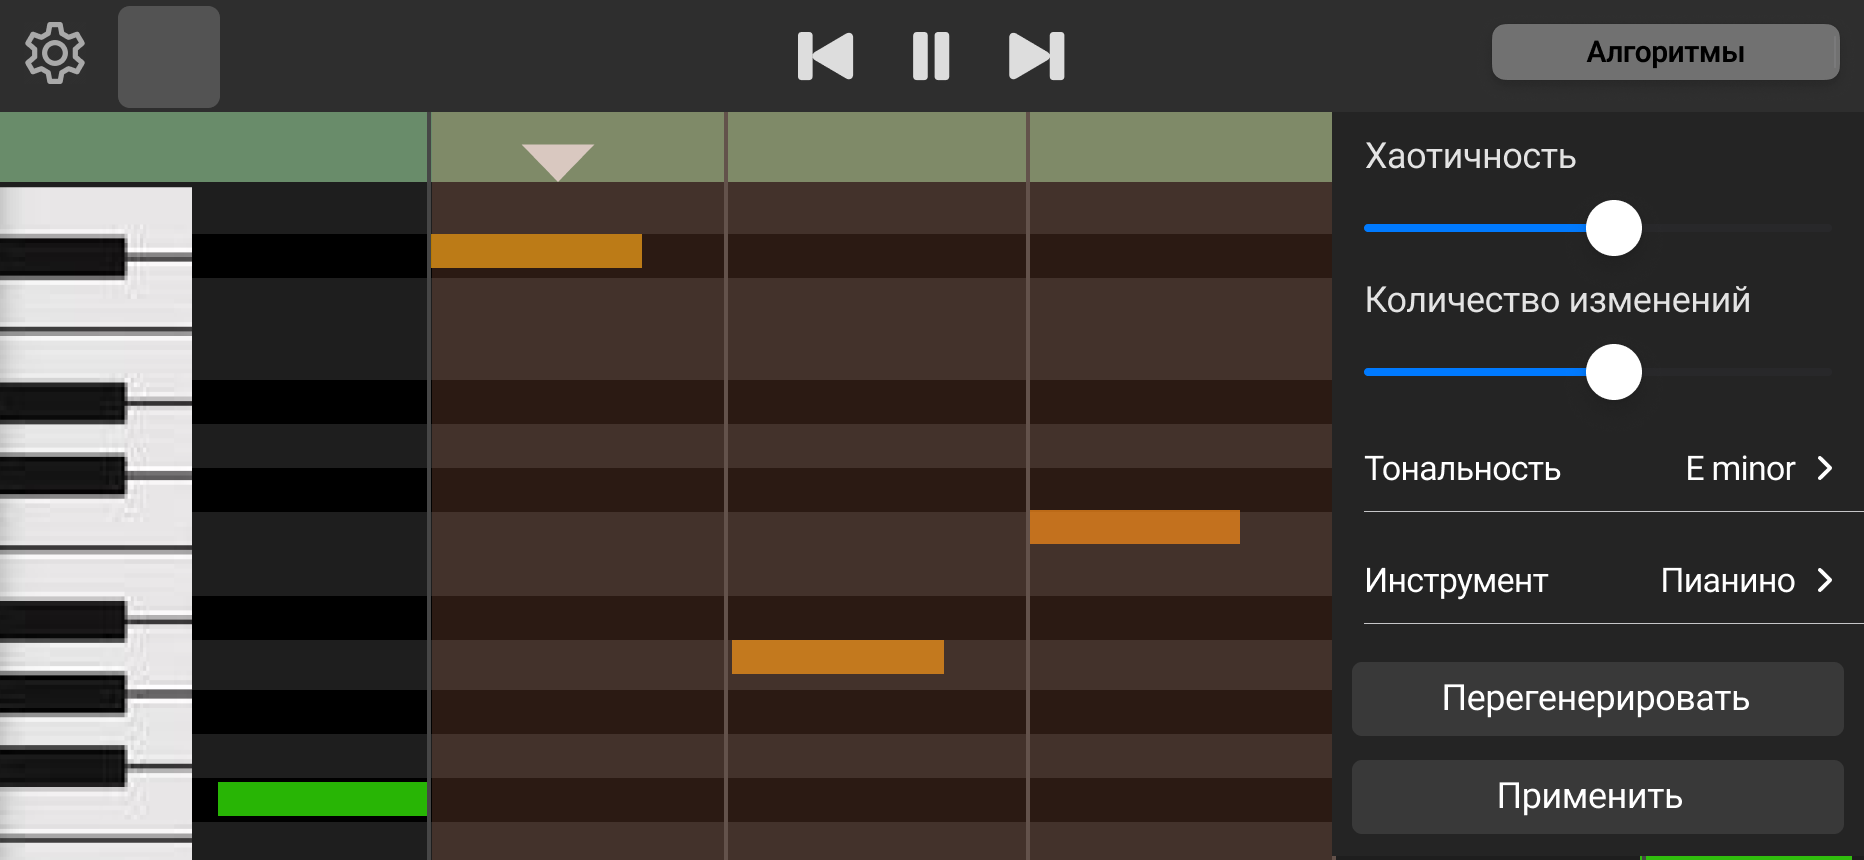 Алгоритмы
Хаотичность
Количество изменений
Тональность E minor
Инструмент Пианино
Перегенерировать
Применить